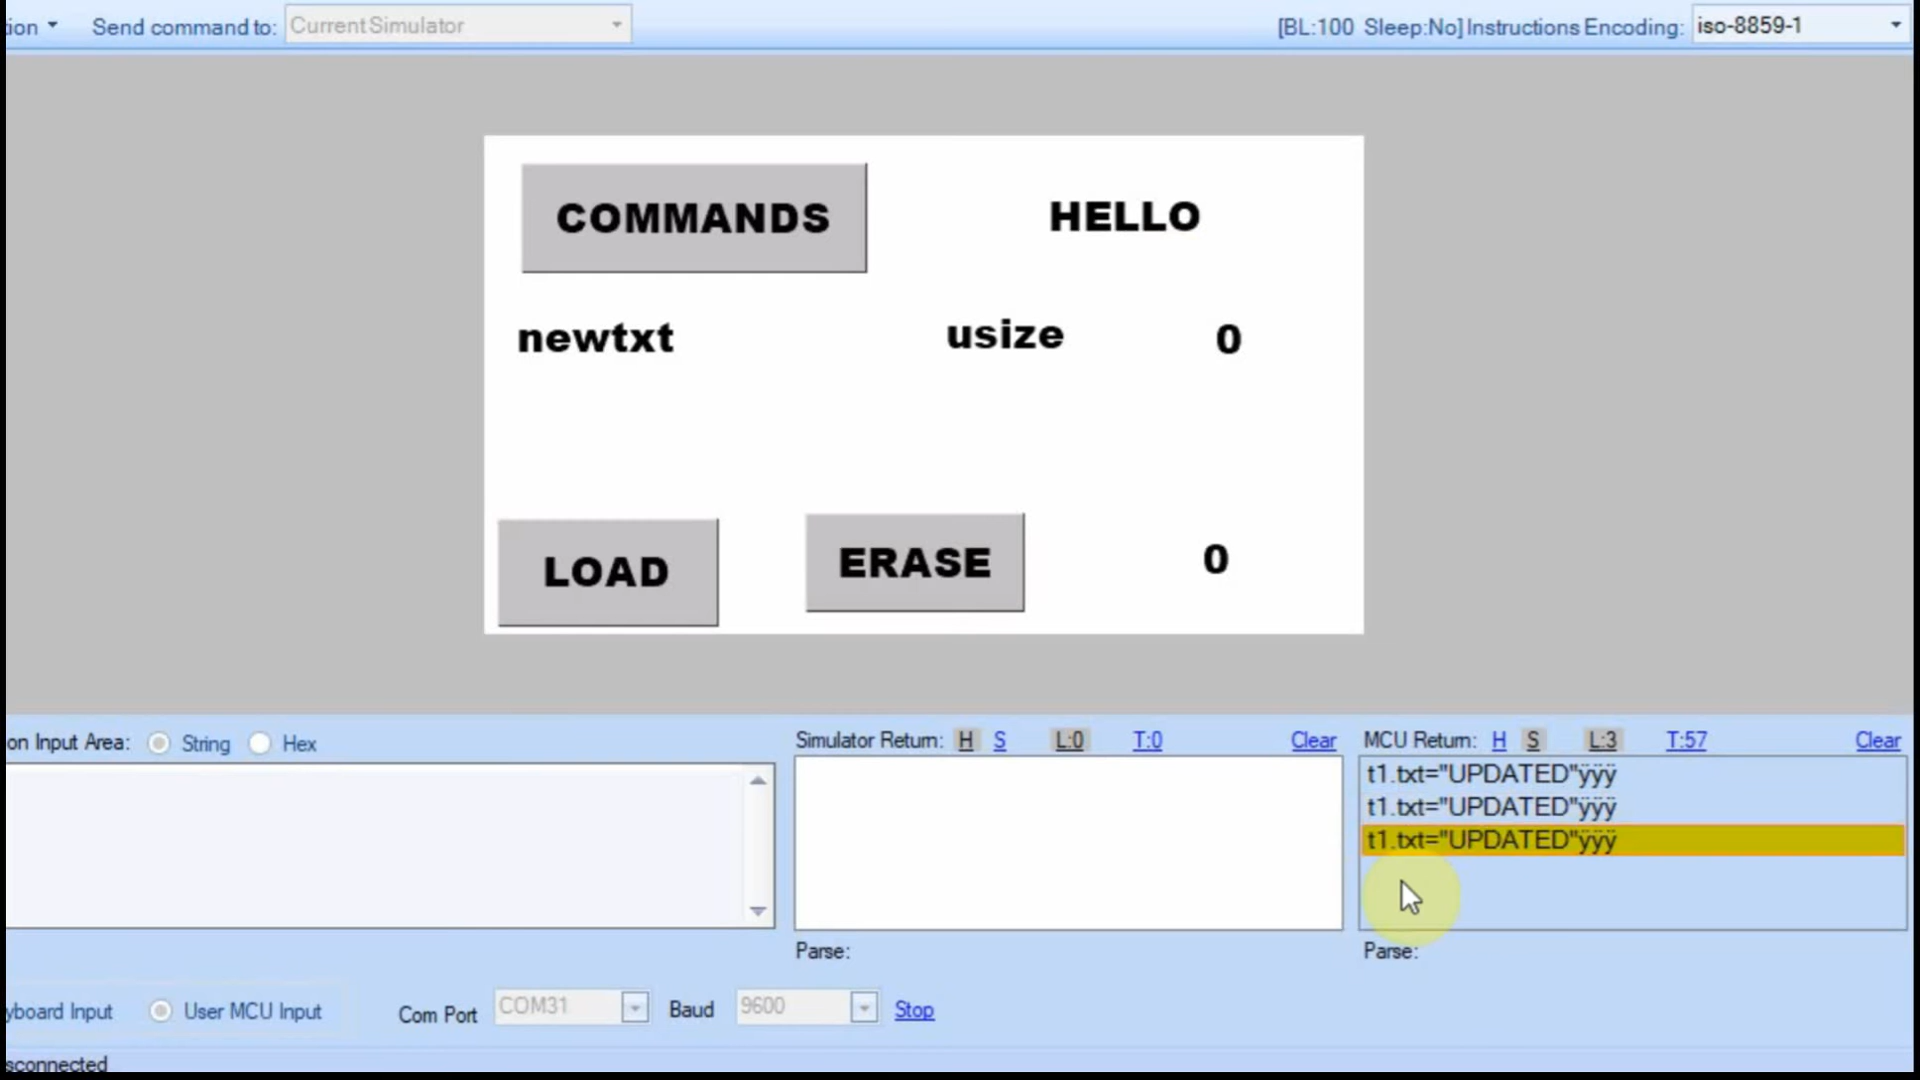 ion Send command to: Current Simulator [BL:100 Sleep:No] Instructions Encoding: iso-8859-1
COMMANDS HELLO
newtxt usize 0
LOAD ERASE 0
on Input Area: String Hex
Simulator Return: H S L:0 T:0 Clear
MCU Return: H S L:3 T:57 Clear
t1.txt="UPDATED"ÿÿÿ
t1.txt="UPDATED"ÿÿÿ
t1.txt="UPDATED"ÿÿÿ
Parse: Parse:
yboard Input User MCU Input Com Port COM31 Baud 9600 Stop
sconnected